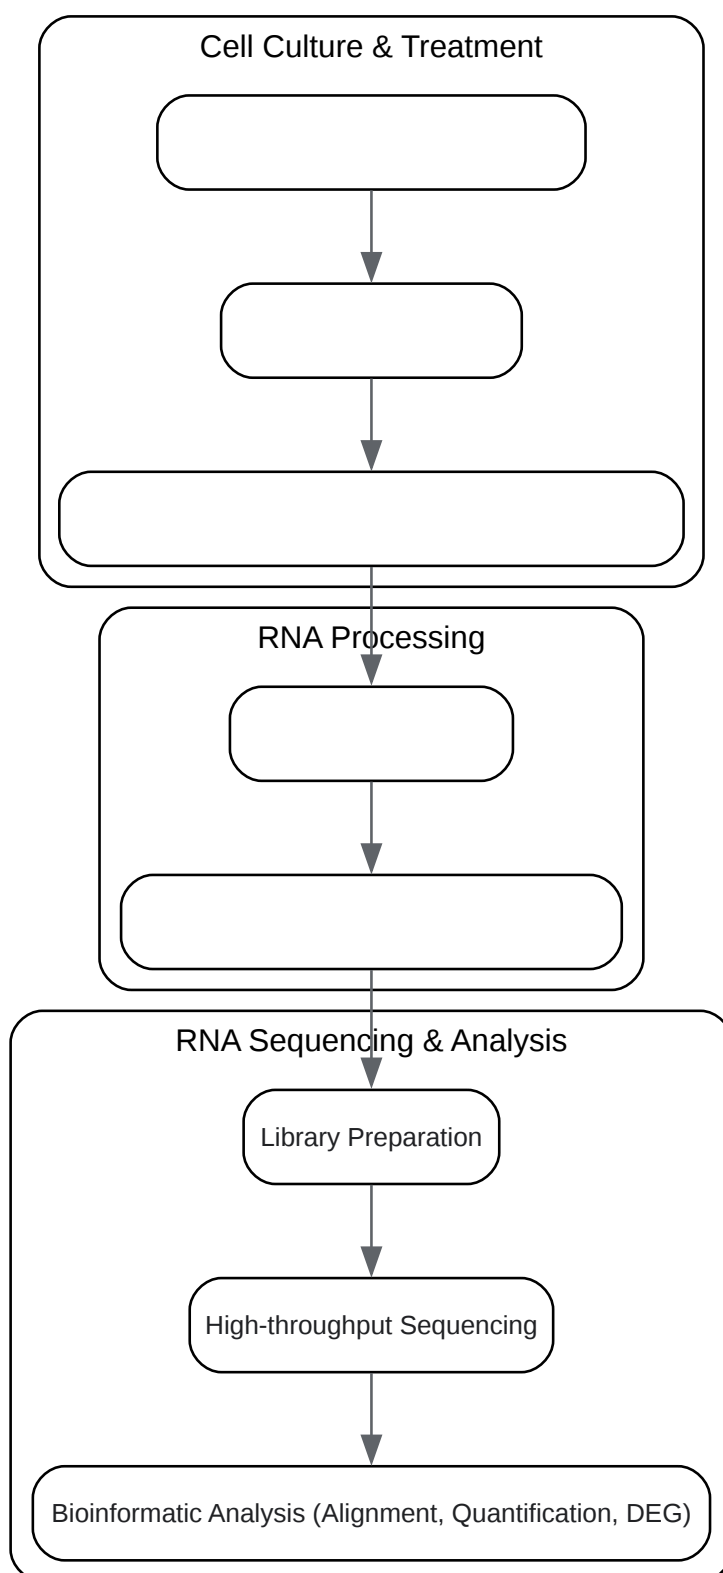 Cell Culture & Treatment
RNA Processing
RNA Sequencing & Analysis
Library Preparation
High-throughput Sequencing
Bioinformatic Analysis (Alignment, Quantification, DEG)